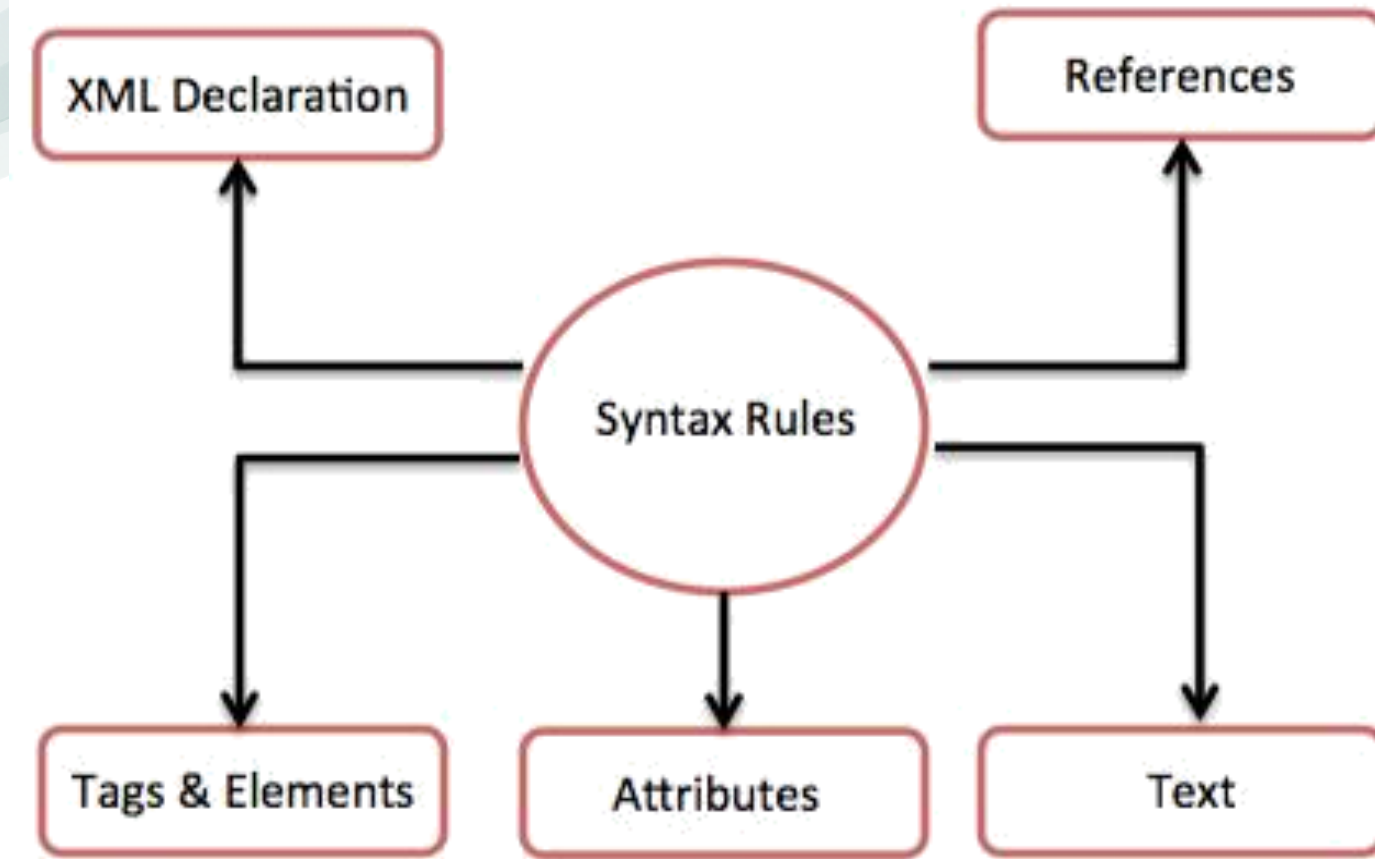 XML Declaration
References
Syntax Rules
Tags & Elements
Attributes
Text